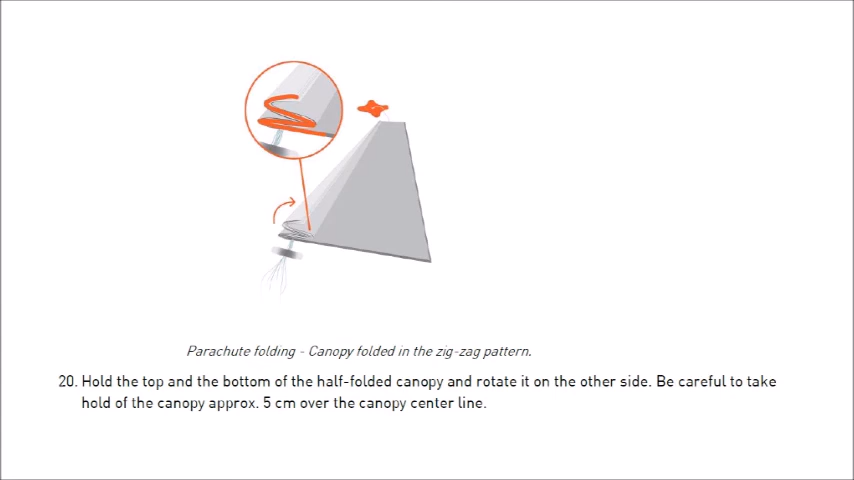 Parachute folding - Canopy folded in the zig-zag pattern.
20. Hold the top and the bottom of the half-folded canopy and rotate it on the other side. Be careful to take
hold of the canopy approx. 5 cm over the canopy center line.